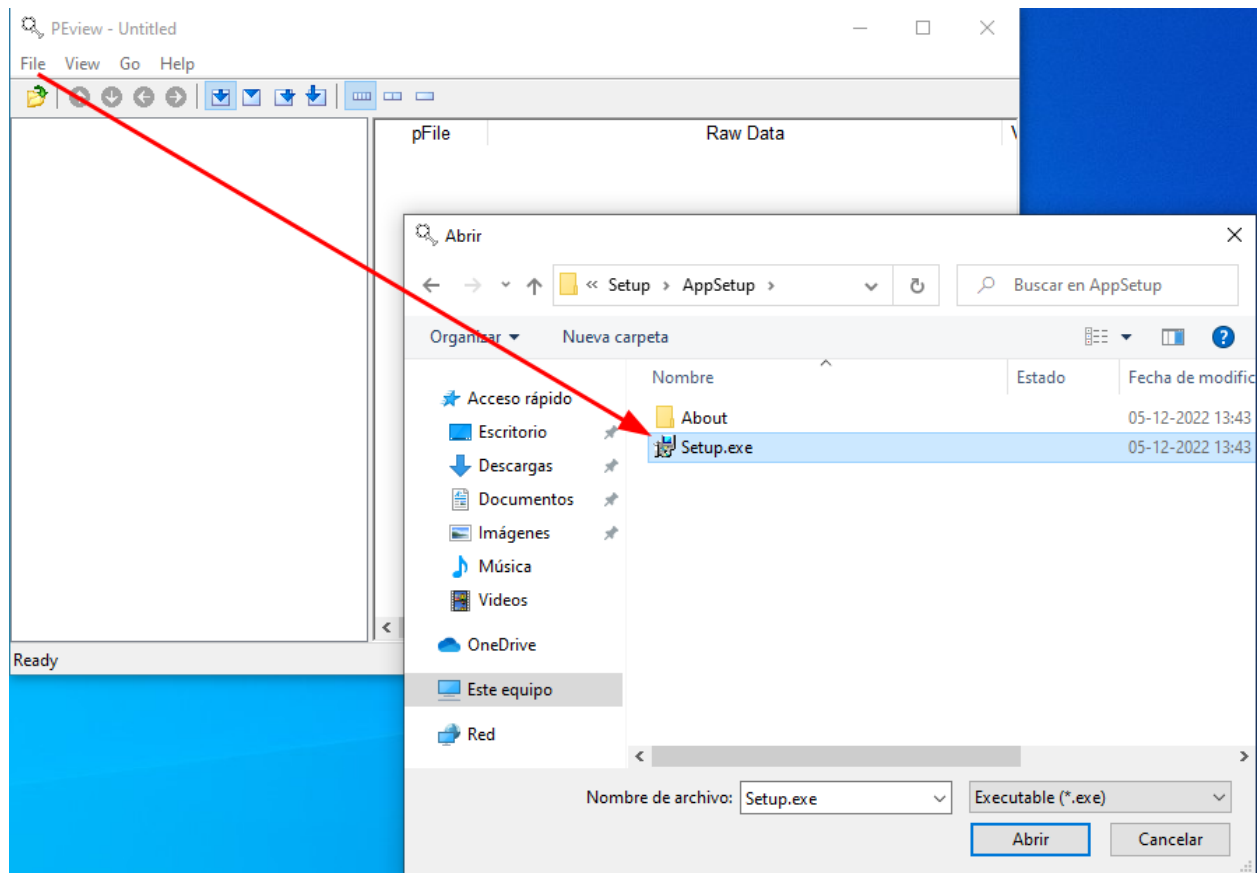 PEview - Untitled
File View Go Help
pFile Raw Data
Abrir
« Setup › AppSetup ›
Buscar en AppSetup
Organizar Nueva carpeta
Nombre Estado Fecha de modific
Acceso rápido
Escritorio
Descargas
Documentos
Imágenes
Música
Videos
OneDrive
Este equipo
Red
About 05-12-2022 13:43
Setup.exe 05-12-2022 13:43
Ready
Nombre de archivo: Setup.exe Executable (*.exe)
Abrir Cancelar